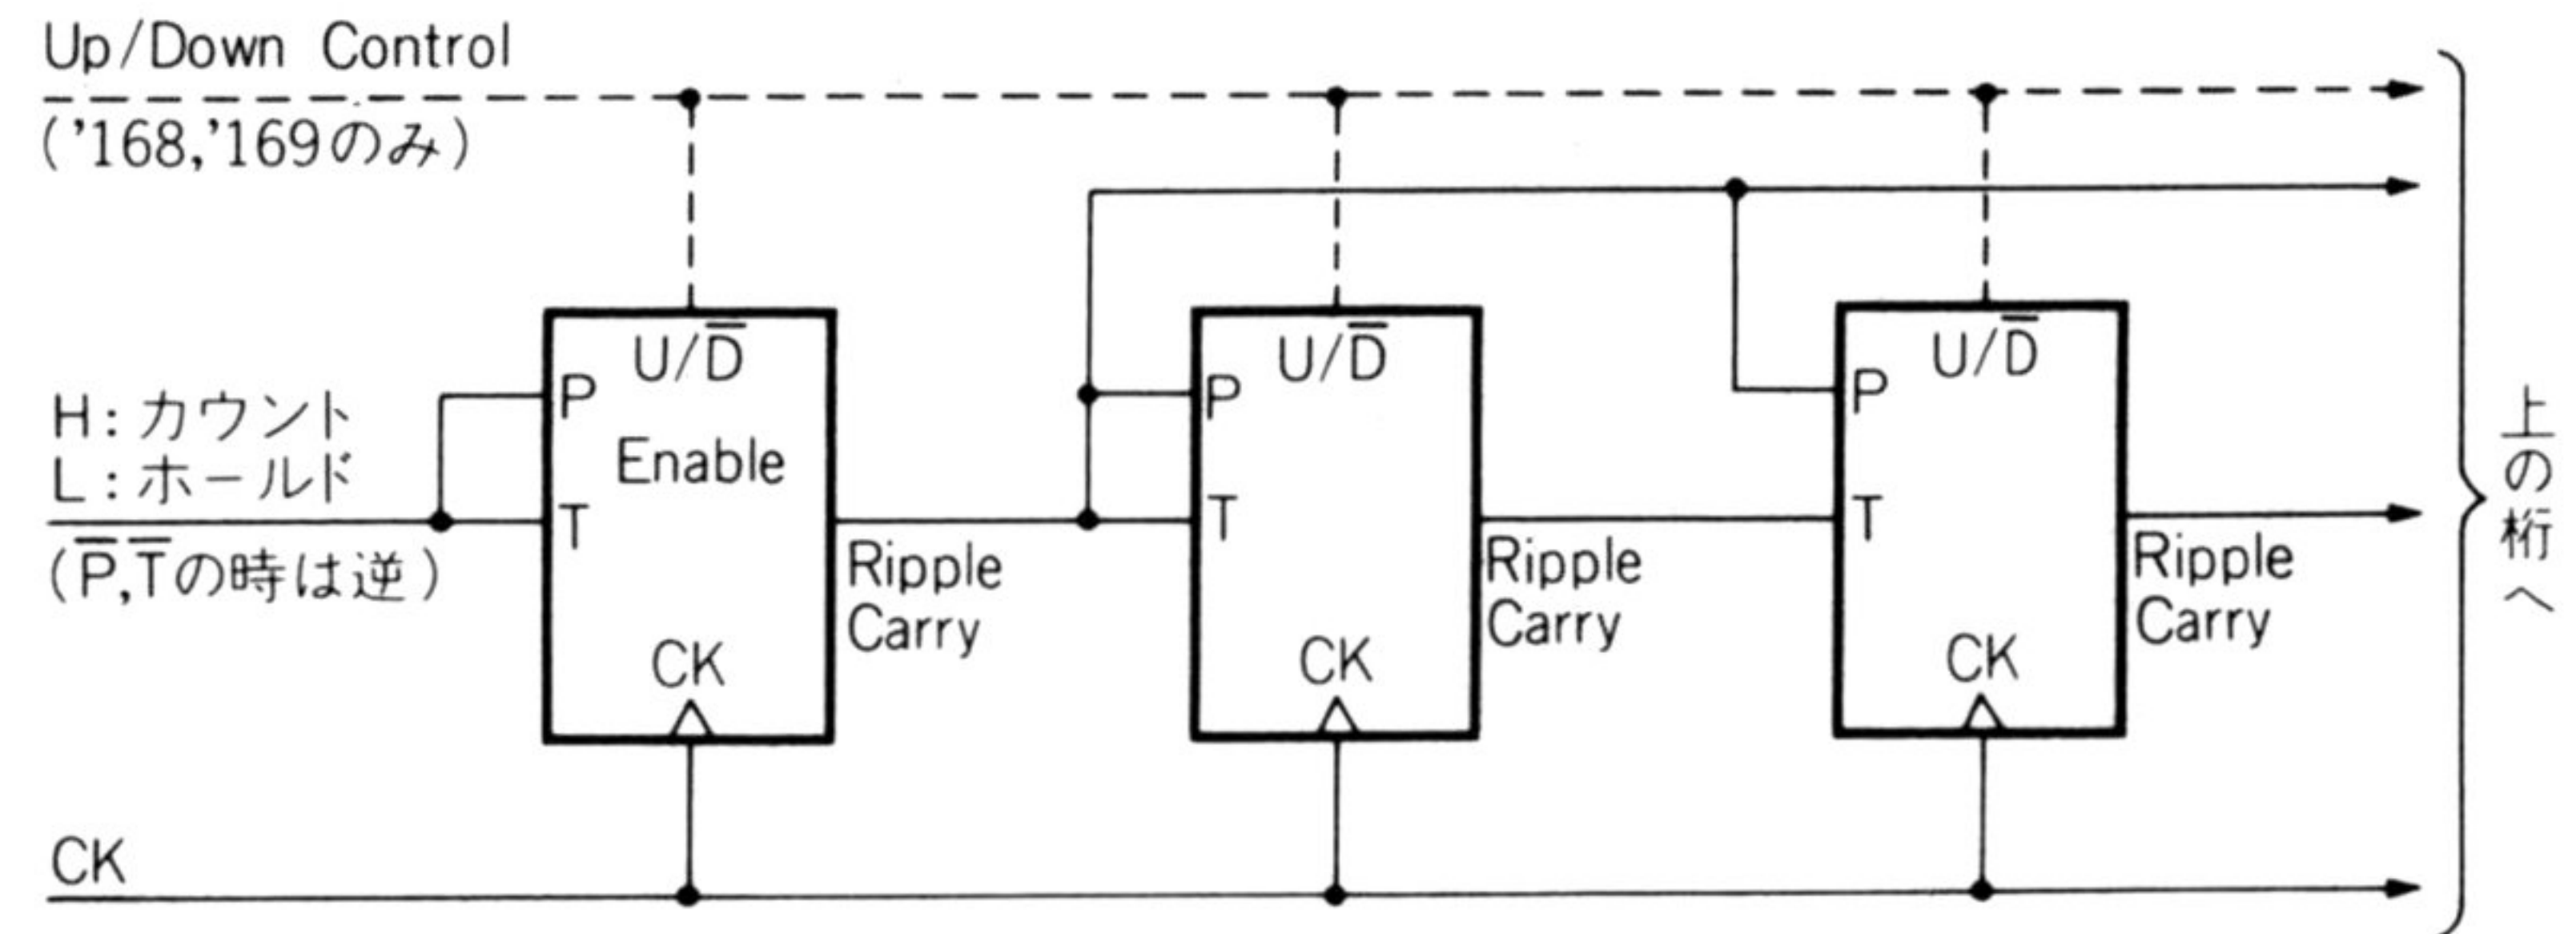 Up/Down Control
('168,'169のみ)
U/D̅
P
Enable
T
CK
H:カウント
L:ホールド
(P̅,T̅の時は逆)
Ripple
Carry
U/D̅
P
T
CK
Ripple
Carry
U/D̅
P
T
CK
Ripple
Carry
上の桁へ
CK